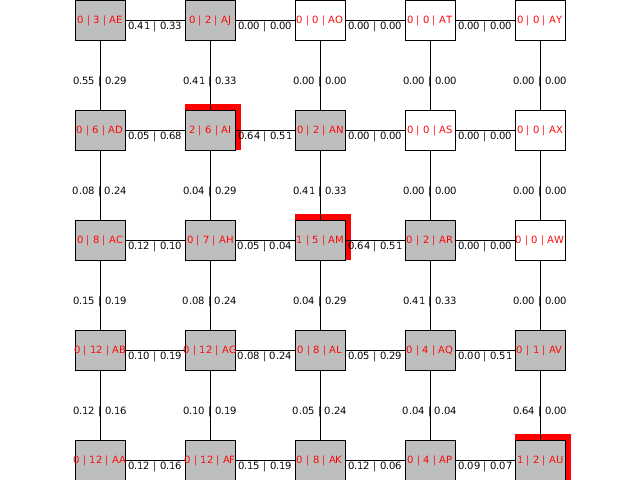 0 | 3 | AE 0.41 | 0.33 0 | 2 | AJ 0.00 | 0.00 0 | 0 | AO 0.00 | 0.00 0 | 0 | AT 0.00 | 0.00 0 | 0 | AY
0.55 | 0.29 0.41 | 0.33 0.00 | 0.00 0.00 | 0.00 0.00 | 0.00
0 | 6 | AD 0.05 | 0.68 2 | 6 | AI 0.64 | 0.51 0 | 2 | AN 0.00 | 0.00 0 | 0 | AS 0.00 | 0.00 0 | 0 | AX
0.08 | 0.24 0.04 | 0.29 0.41 | 0.33 0.00 | 0.00 0.00 | 0.00
0 | 8 | AC 0.12 | 0.10 0 | 7 | AH 0.05 | 0.04 1 | 5 | AM 0.64 | 0.51 0 | 2 | AR 0.00 | 0.00 0 | 0 | AW
0.15 | 0.19 0.08 | 0.24 0.04 | 0.29 0.41 | 0.33 0.00 | 0.00
0 | 12 | AB 0.10 | 0.19 0 | 12 | AG 0.08 | 0.24 0 | 8 | AL 0.05 | 0.29 0 | 4 | AQ 0.00 | 0.51 0 | 1 | AV
0.12 | 0.16 0.10 | 0.19 0.05 | 0.24 0.04 | 0.04 0.64 | 0.00
0 | 12 | AA 0.12 | 0.16 0 | 12 | AF 0.15 | 0.19 0 | 8 | AK 0.12 | 0.06 0 | 4 | AP 0.09 | 0.07 1 | 2 | AU